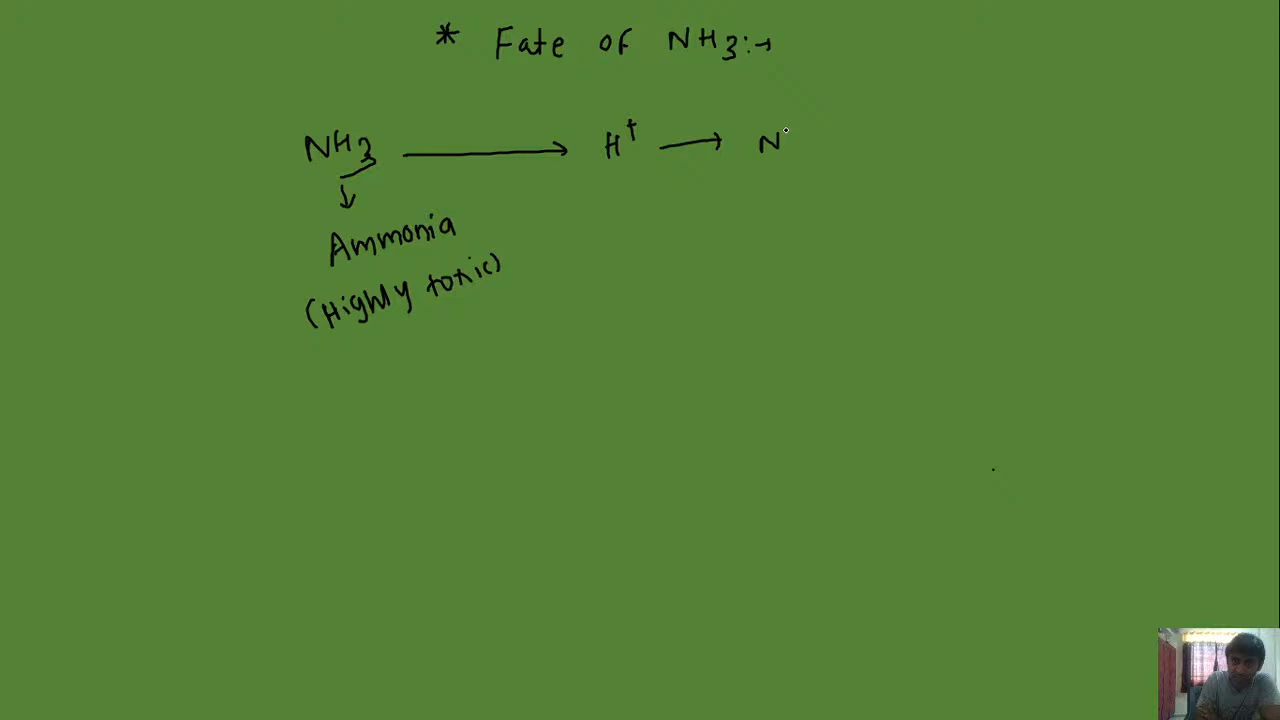 * Fate of NH3:→
NH3 → H+ → N
↓
Ammonia
(Highly toxic)